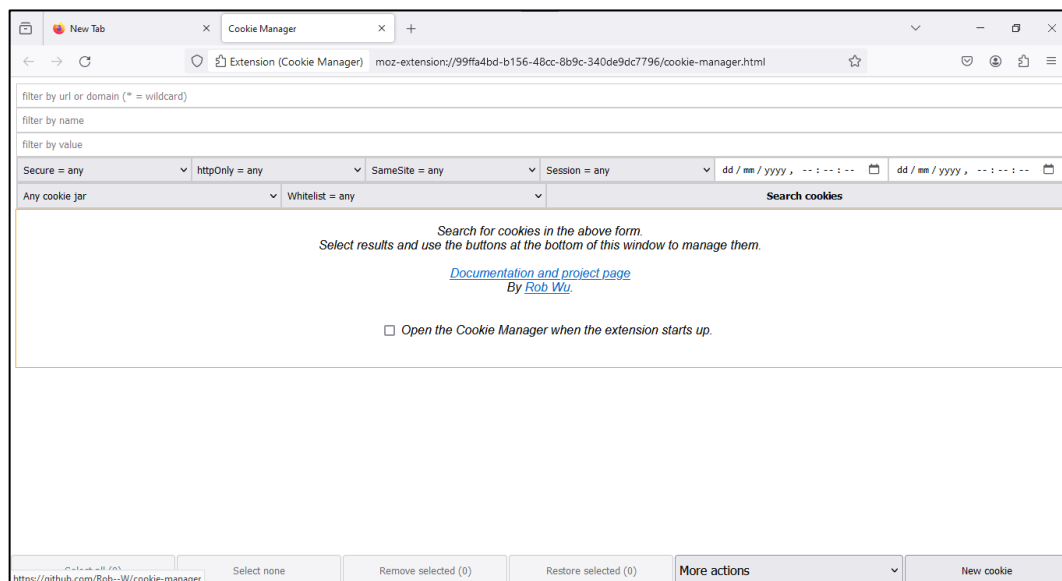 New Tab
Cookie Manager
Extension (Cookie Manager) moz-extension://99ffa4bd-b156-48cc-8b9c-340de9dc7796/cookie-manager.html
filter by url or domain (* = wildcard)
filter by name
filter by value
Secure = any httpOnly = any SameSite = any Session = any dd/mm/yyyy, --:--:-- dd/mm/yyyy, --:--:--
Any cookie jar Whitelist = any Search cookies
Search for cookies in the above form.
Select results and use the buttons at the bottom of this window to manage them.
Documentation and project page
By Rob Wu.
Open the Cookie Manager when the extension starts up.
Select all (0) Select none Remove selected (0) Restore selected (0) More actions New cookie
https://github.com/Rob--W/cookie-manager